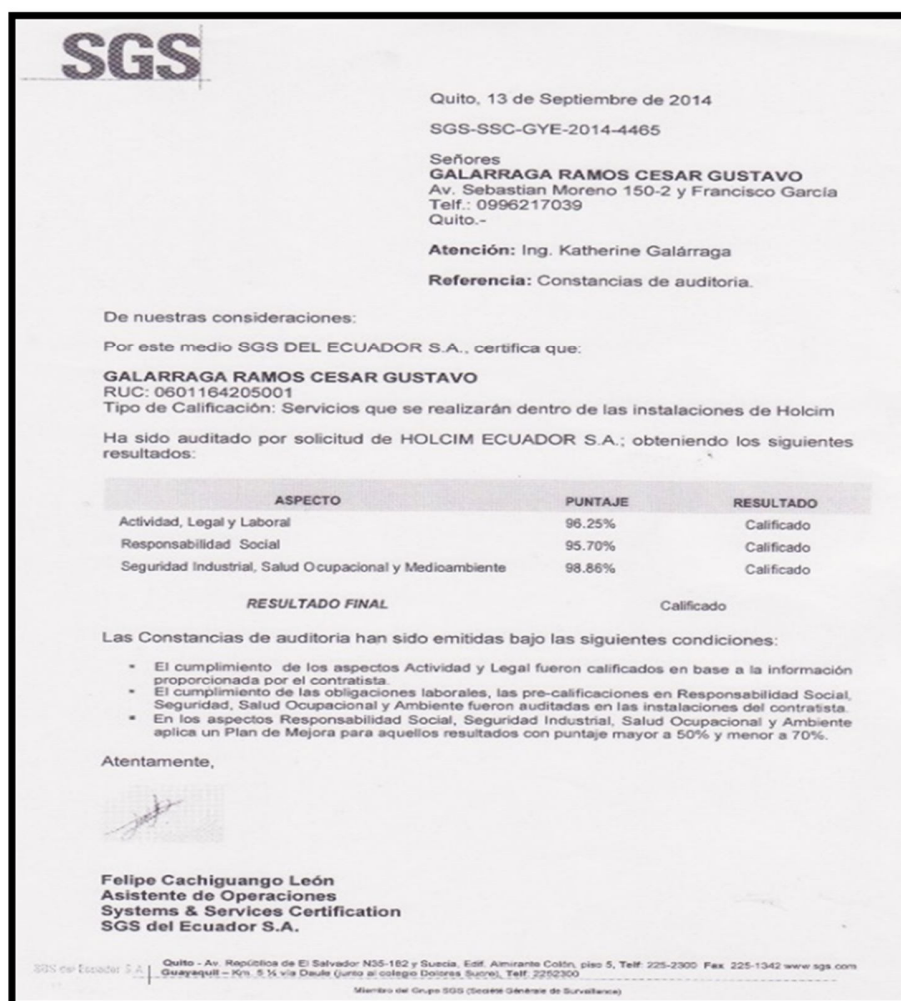 SGS
Quito, 13 de Septiembre de 2014
SGS-SSC-GYE-2014-4465
Señores
GALARRAGA RAMOS CESAR GUSTAVO
Av. Sebastian Moreno 150-2 y Francisco García
Telf.: 0996217039
Quito.-
Atención: Ing. Katherine Galárraga
Referencia: Constancias de auditoria.
De nuestras consideraciones:
Por este medio SGS DEL ECUADOR S.A., certifica que:
GALARRAGA RAMOS CESAR GUSTAVO
RUC: 0601164205001
Tipo de Calificación: Servicios que se realizarán dentro de las instalaciones de Holcim
Ha sido auditado por solicitud de HOLCIM ECUADOR S.A.; obteniendo los siguientes
resultados:
ASPECTO PUNTAJE RESULTADO
Actividad, Legal y Laboral 96.25% Calificado
Responsabilidad Social 95.70% Calificado
Seguridad Industrial, Salud Ocupacional y Medioambiente 98.86% Calificado
RESULTADO FINAL Calificado
Las Constancias de auditoria han sido emitidas bajo las siguientes condiciones:
▪ El cumplimiento de los aspectos Actividad y Legal fueron calificados en base a la información
proporcionada por el contratista.
▪ El cumplimiento de las obligaciones laborales, las pre-calificaciones en Responsabilidad Social,
Seguridad, Salud Ocupacional y Ambiente fueron auditadas en las instalaciones del contratista.
▪ En los aspectos Responsabilidad Social, Seguridad Industrial, Salud Ocupacional y Ambiente
aplica un Plan de Mejora para aquellos resultados con puntaje mayor a 50% y menor a 70%.
Atentamente,
Felipe Cachiguango León
Asistente de Operaciones
Systems & Services Certification
SGS del Ecuador S.A.
SGS del Ecuador S.A.
Quito - Av. República de El Salvador N35-182 y Suecia, Edif. Almirante Colón, piso 5, Telf: 225-2300 Fax 225-1342 www.sgs.com
Guayaquil – Km. 5 ½ vía Daule (junto al colegio Dolores Sucre), Telf: 2252300
Miembro del Grupo SGS (Société Générale de Surveillance)